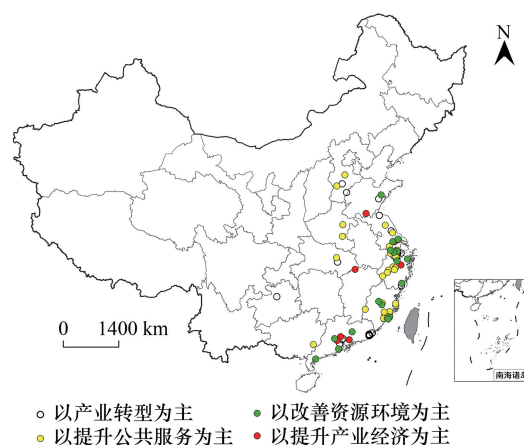 N
0 1400 km
南海诸岛
以产业转型为主 以改善资源环境为主
以提升公共服务为主 以提升产业经济为主